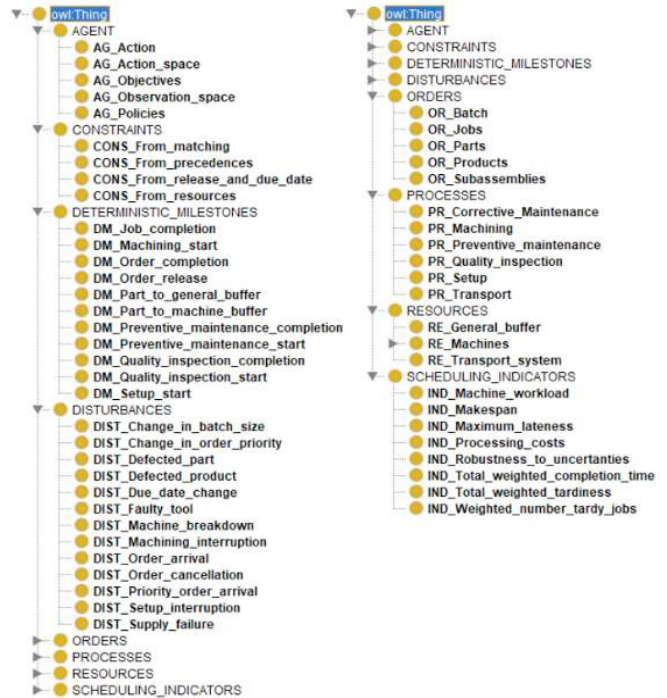 owl:Thing
AGENT
AG_Action
AG_Action_space
AG_Objectives
AG_Observation_space
AG_Policies
CONSTRAINTS
CONS_From_matching
CONS_From_precedences
CONS_From_release_and_due_date
CONS_From_resources
DETERMINISTIC_MILESTONES
DM_Job_completion
DM_Machining_start
DM_Order_completion
DM_Order_release
DM_Part_to_general_buffer
DM_Part_to_machine_buffer
DM_Preventive_maintenance_completion
DM_Preventive_maintenance_start
DM_Quality_inspection_completion
DM_Quality_inspection_start
DM_Setup_start
DISTURBANCES
DIST_Change_in_batch_size
DIST_Change_in_order_priority
DIST_Defected_part
DIST_Defected_product
DIST_Due_date_change
DIST_Faulty_tool
DIST_Machine_breakdown
DIST_Machining_interruption
DIST_Order_arrival
DIST_Order_cancellation
DIST_Priority_order_arrival
DIST_Setup_interruption
DIST_Supply_failure
ORDERS
PROCESSES
RESOURCES
SCHEDULING_INDICATORS
owl:Thing
AGENT
CONSTRAINTS
DETERMINISTIC_MILESTONES
DISTURBANCES
ORDERS
OR_Batch
OR_Jobs
OR_Parts
OR_Products
OR_Subassemblies
PROCESSES
PR_Corrective_Maintenance
PR_Machining
PR_Preventive_maintenance
PR_Quality_inspection
PR_Setup
PR_Transport
RESOURCES
RE_General_buffer
RE_Machines
RE_Transport_system
SCHEDULING_INDICATORS
IND_Machine_workload
IND_Makespan
IND_Maximum_lateness
IND_Processing_costs
IND_Robustness_to_uncertanties
IND_Total_weighted_completion_time
IND_Total_weighted_tardiness
IND_Weighted_number_tardy_jobs